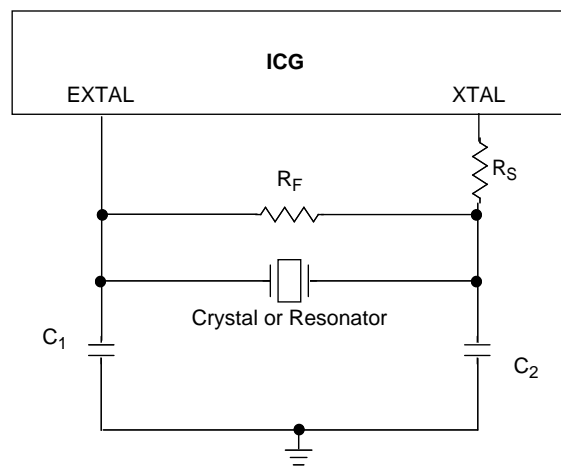 ICG
EXTAL XTAL
R_F
R_S
Crystal or Resonator
C_1
C_2